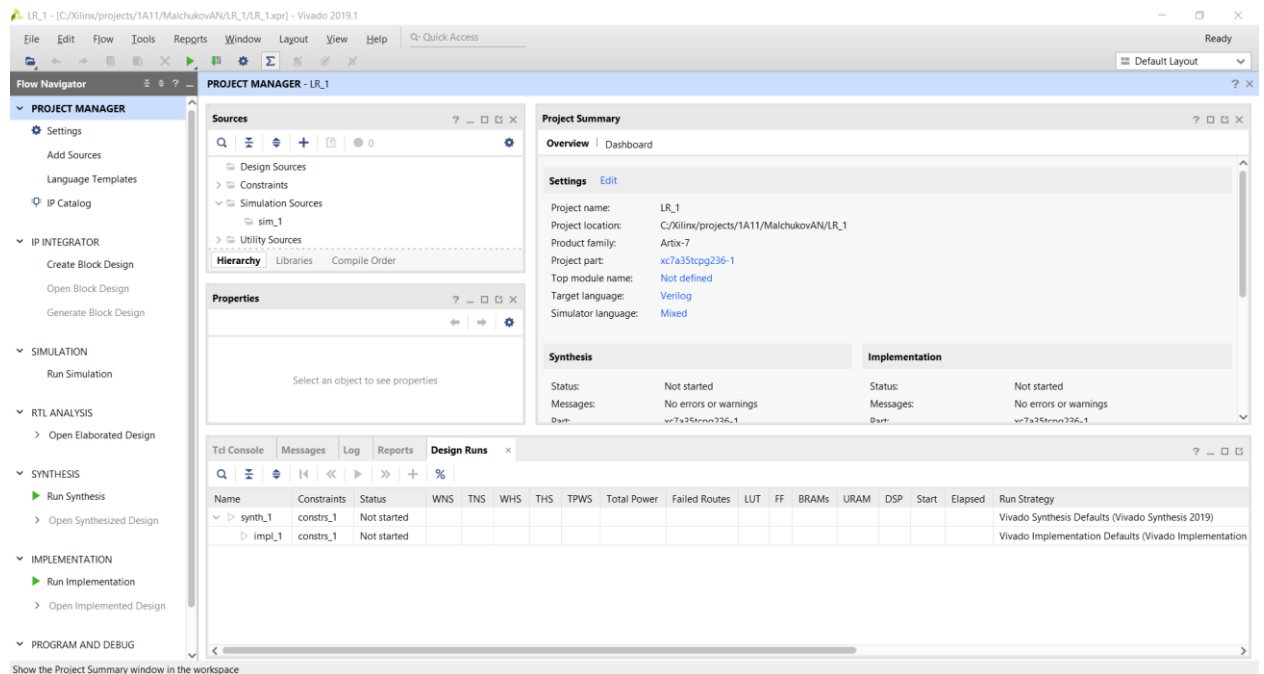 LR_1 - [C:/Xilinx/projects/1A11/MalchukovAN/LR_1/LR_1.xpr] - Vivado 2019.1
File Edit Flow Tools Reports Window Layout View Help Q- Quick Access Ready
Default Layout
Flow Navigator
PROJECT MANAGER - LR_1
PROJECT MANAGER
Settings
Add Sources
Language Templates
IP Catalog
IP INTEGRATOR
Create Block Design
Open Block Design
Generate Block Design
SIMULATION
Run Simulation
RTL ANALYSIS
Open Elaborated Design
SYNTHESIS
Run Synthesis
Open Synthesized Design
IMPLEMENTATION
Run Implementation
Open Implemented Design
PROGRAM AND DEBUG
Sources
0
Design Sources
Constraints
Simulation Sources
sim_1
Utility Sources
Hierarchy Libraries Compile Order
Properties
Select an object to see properties
Project Summary
Overview | Dashboard
Settings Edit
Project name: LR_1
Project location: C:/Xilinx/projects/1A11/MalchukovAN/LR_1
Product family: Artix-7
Project part: xc7a35tcpg236-1
Top module name: Not defined
Target language: Verilog
Simulator language: Mixed
Synthesis
Status: Not started
Messages: No errors or warnings
Part: xc7a35tcpg236-1
Implementation
Status: Not started
Messages: No errors or warnings
Part: xc7a35tcpg236-1
Tcl Console Messages Log Reports Design Runs
Name Constraints Status WNS TNS WHS THS TPWS Total Power Failed Routes LUT FF BRAMs URAM DSP Start Elapsed Run Strategy
synth_1 constrs_1 Not started Vivado Synthesis Defaults (Vivado Synthesis 2019)
impl_1 constrs_1 Not started Vivado Implementation Defaults (Vivado Implementation
Show the Project Summary window in the workspace